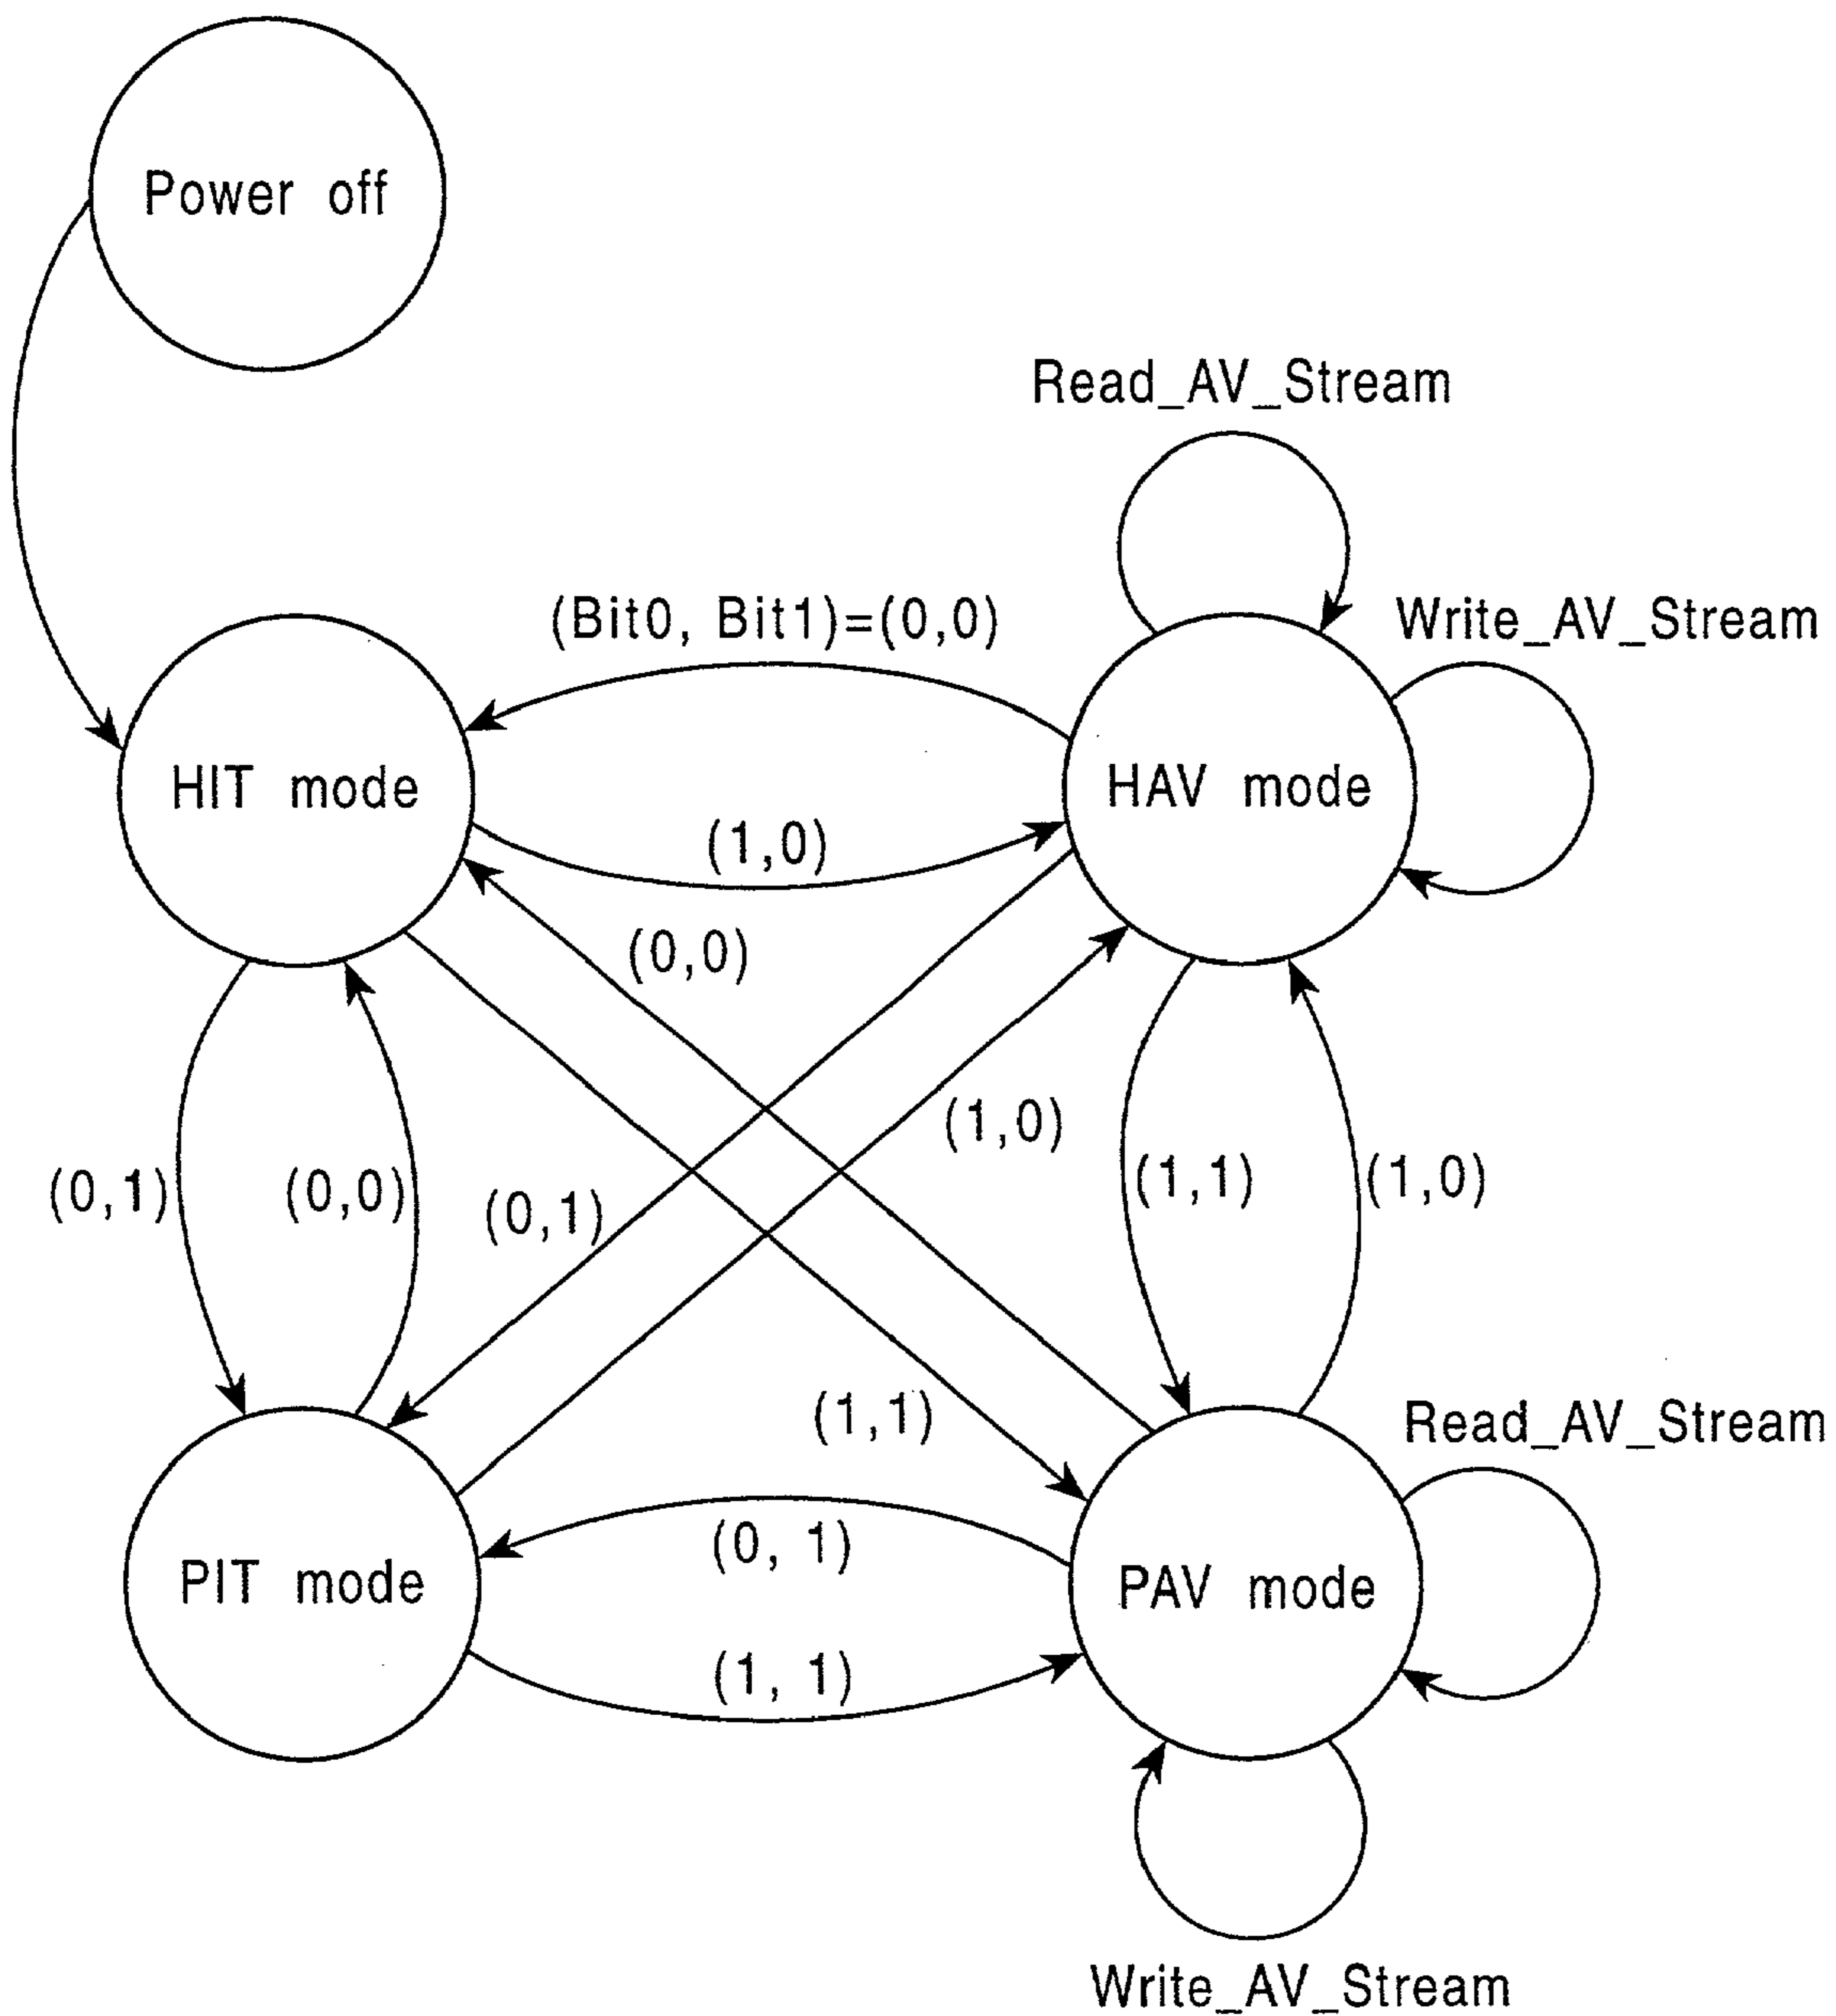 Power off
Read_AV_Stream
(Bit0, Bit1)=(0,0)
Write_AV_Stream
HIT mode
HAV mode
(1,0)
(0,0)
(1,0)
(0,1)
(0,0)
(0,1)
(1,1)
(1,0)
(1,1)
Read_AV_Stream
(0, 1)
PIT mode
PAV mode
(1, 1)
Write_AV_Stream